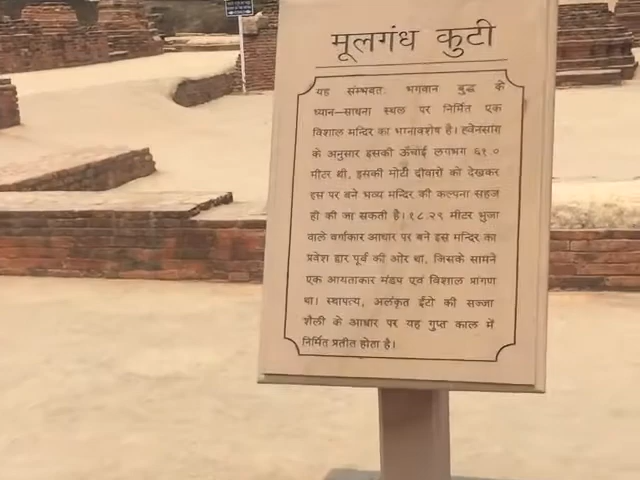 मूलगंध कुटी
यह संम्भवतः भगवान बुद्ध के
ध्यान–साधना स्थल पर निर्मित एक
विशाल मन्दिर का भग्नावशेष है। ह्वेनसांग
के अनुसार इसकी ऊँचाई लगभग ६१.०
मीटर थी, इसकी मोटी दीवारों को देखकर
इस पर बने भव्य मन्दिर की कल्पना सहज
ही की जा सकती है। १८.२९ मीटर भुजा
वाले वर्गाकार आधार पर बने इस मन्दिर का
प्रवेश द्वार पूर्व की ओर था, जिसके सामने
एक आयताकार मंडप एवं विशाल प्रांगण
था। स्थापत्य, अलंकृत ईंटो की सज्जा
शैली के आधार पर यह गुप्त काल में
निर्मित प्रतीत होता है।